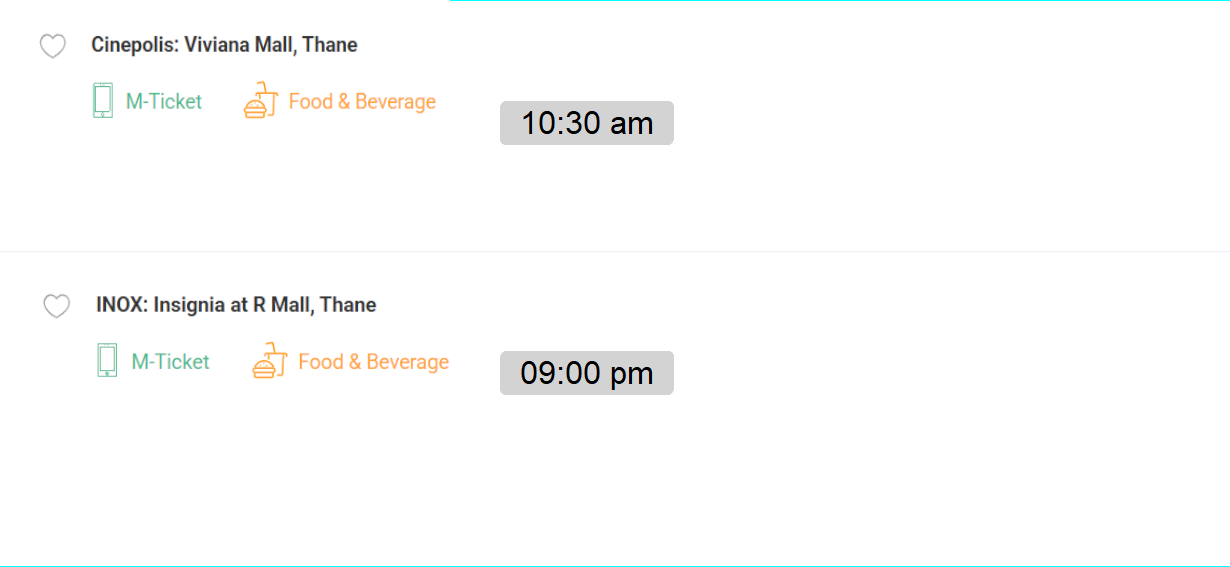 Cinepolis: Viviana Mall, Thane
M-Ticket Food & Beverage 10:30 am
INOX: Insignia at R Mall, Thane
M-Ticket Food & Beverage 09:00 pm